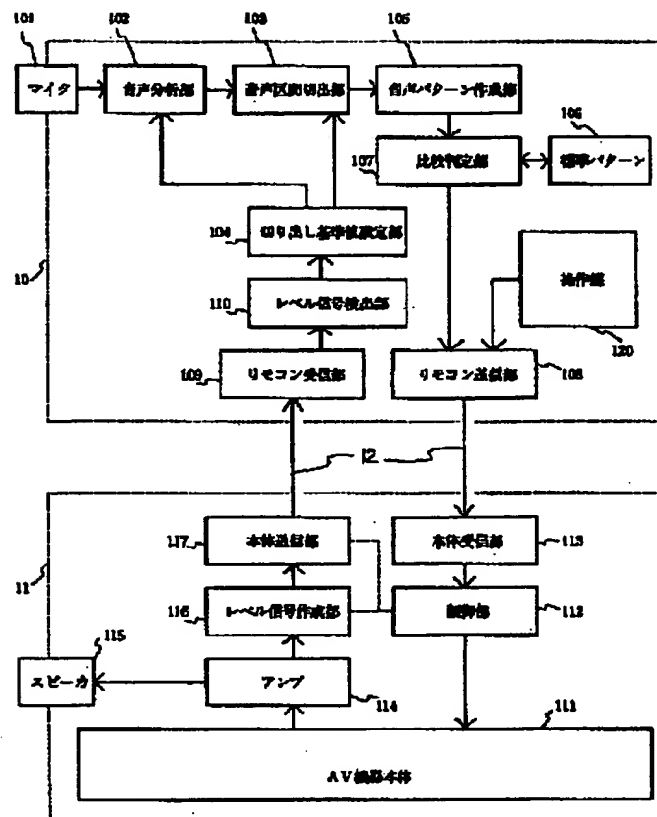 101
102
103
105
マイク
音声分析部
音声区間切出部
音声パターン作成部
106
107
比較判定部
標準パターン
104
切り出し基準値設定部
10
110
レベル信号検出部
操作部
120
109
リモコン受信部
リモコン送信部
108
12
117
本体送信部
本体受信部
113
11
116
レベル信号作成部
制御部
112
115
スピーカ
アンプ
114
111
AV機器本体